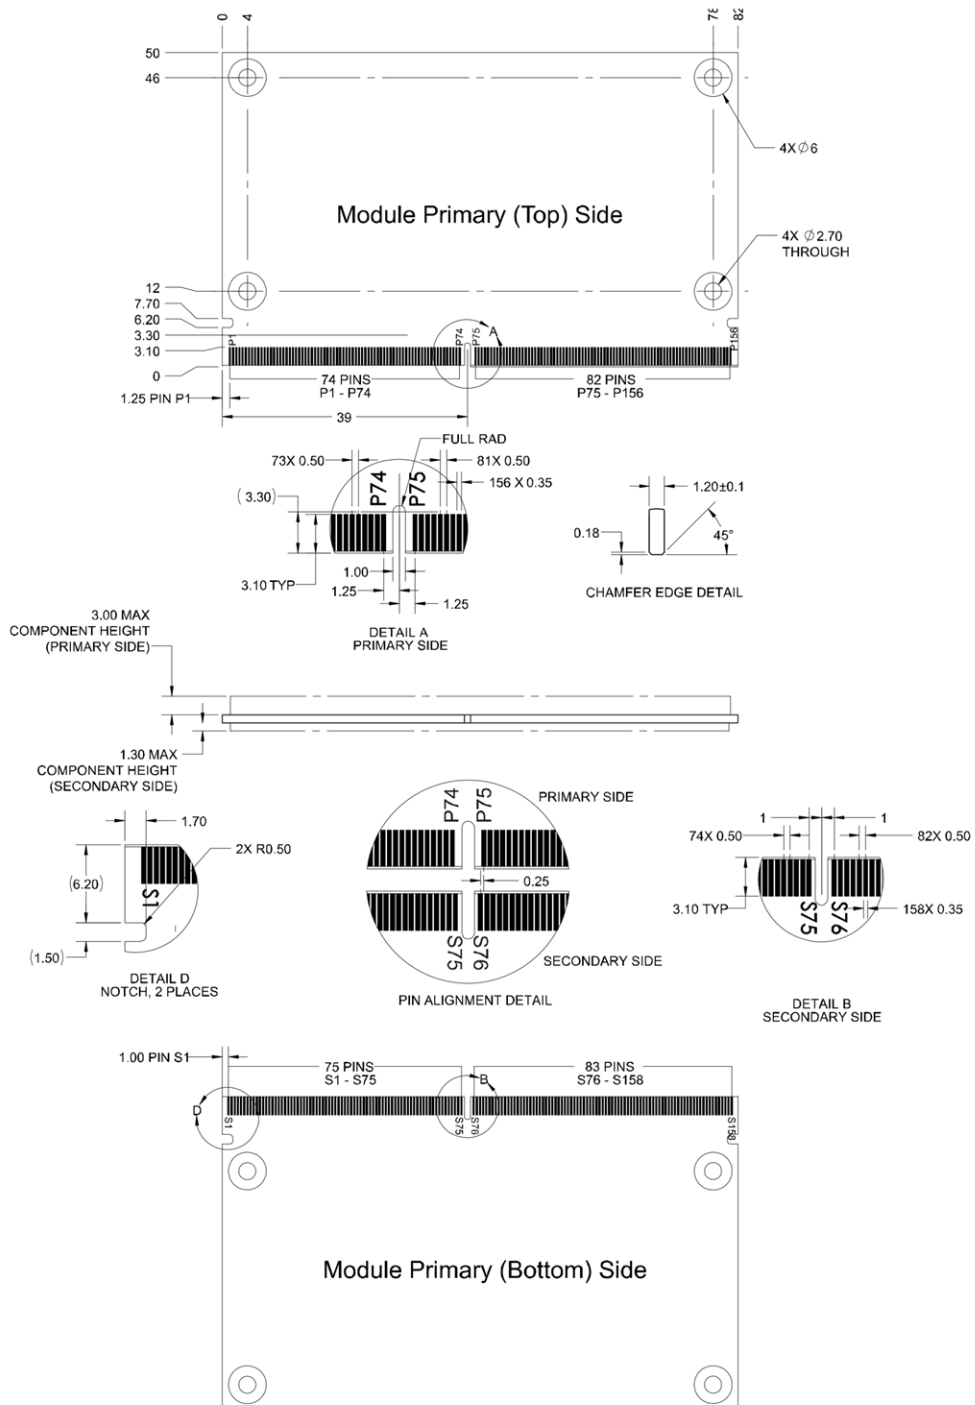 0
4
78
82
50
46
4X Ø6
Module Primary (Top) Side
4X Ø2.70
THROUGH
12
7.70
6.20
3.30
3.10
0
P1
P74
P75
A
P156
74 PINS
P1 - P74
82 PINS
P75 - P156
1.25 PIN P1
39
FULL RAD
73X 0.50
81X 0.50
156 X 0.35
P74
P75
(3.30)
3.10 TYP
1.00
1.25
1.25
DETAIL A
PRIMARY SIDE
1.20±0.1
0.18
45°
CHAMFER EDGE DETAIL
3.00 MAX
COMPONENT HEIGHT
(PRIMARY SIDE)
1.30 MAX
COMPONENT HEIGHT
(SECONDARY SIDE)
1.70
2X R0.50
(6.20)
S1
(1.50)
DETAIL D
NOTCH, 2 PLACES
P74
P75
PRIMARY SIDE
0.25
S75
S76
SECONDARY SIDE
PIN ALIGNMENT DETAIL
1
1
74X 0.50
82X 0.50
3.10 TYP
S75
S76
158X 0.35
DETAIL B
SECONDARY SIDE
1.00 PIN S1
75 PINS
S1 - S75
83 PINS
S76 - S158
D
B
S1
S75
S76
S158
Module Primary (Bottom) Side